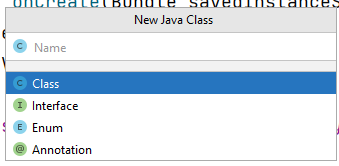 onCreate(Bundle savedInstanceS
New Java Class
C Name
C Class
I Interface
E Enum
@ Annotation